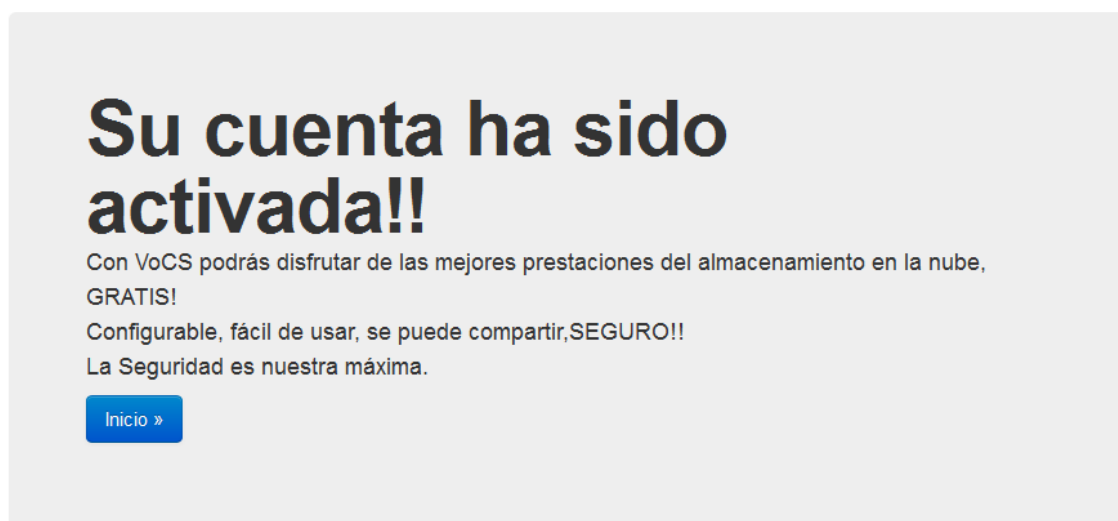 Su cuenta ha sido
activada!!
Con VoCS podrás disfrutar de las mejores prestaciones del almacenamiento en la nube,
GRATIS!
Configurable, fácil de usar, se puede compartir,SEGURO!!
La Seguridad es nuestra máxima.
Inicio »